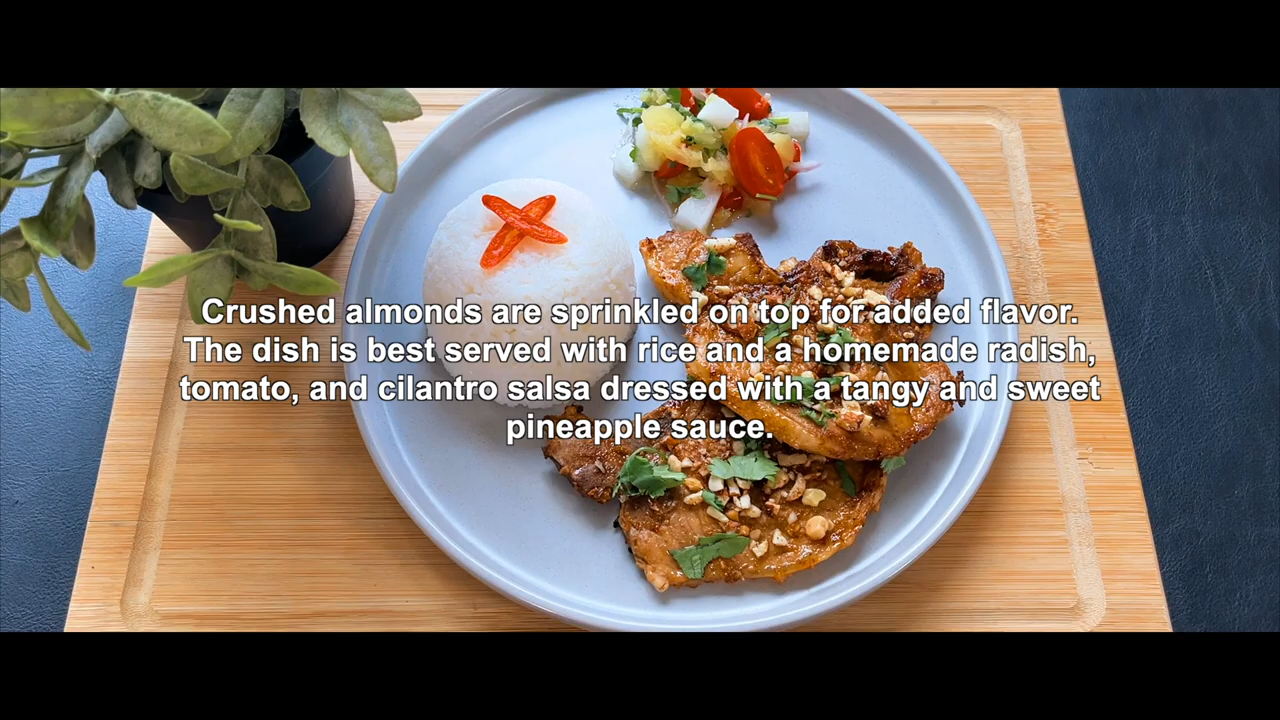 Crushed almonds are sprinkled on top for added flavor.
The dish is best served with rice and a homemade radish,
tomato, and cilantro salsa dressed with a tangy and sweet
pineapple sauce.